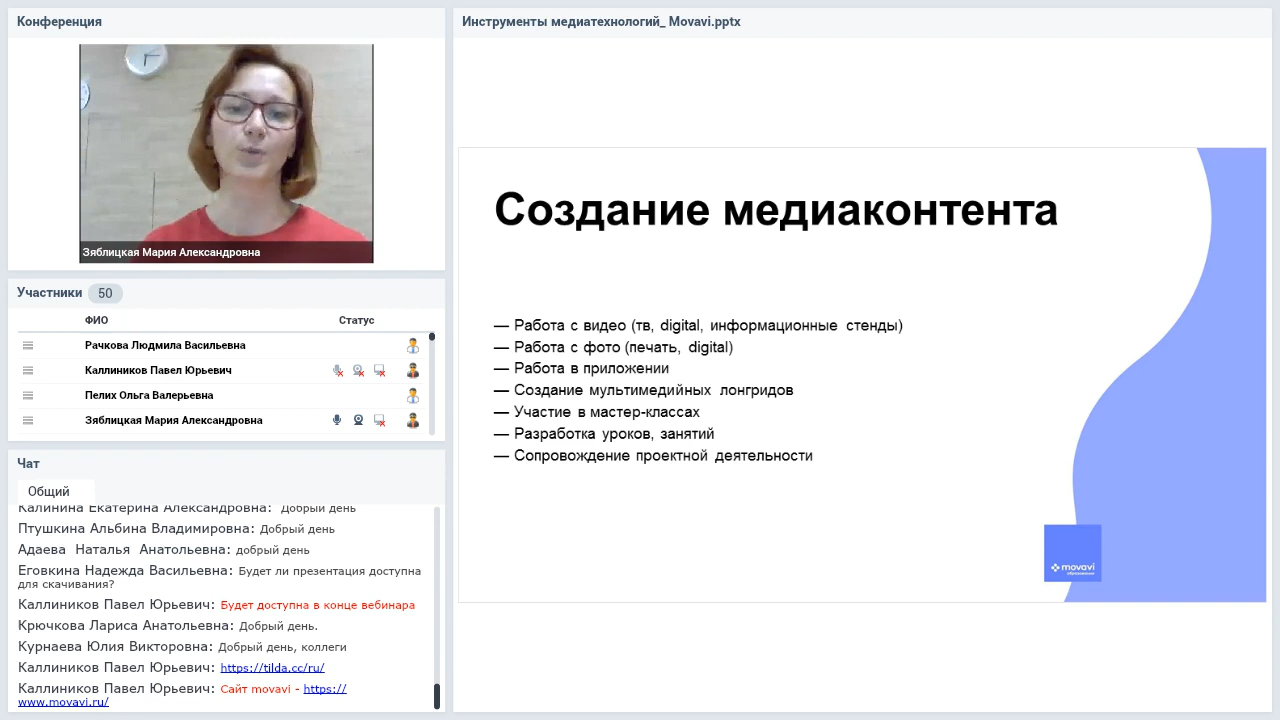 Конференция
Зяблицкая Мария Александровна
Участники 50
ФИО Статус
Рачкова Людмила Васильевна
Каллиников Павел Юрьевич
Пелих Ольга Валерьевна
Зяблицкая Мария Александровна
Чат
Общий
Калинина Екатерина Александровна: Добрый день
Птушкина Альбина Владимировна: Добрый день
Адаева Наталья Анатольевна: добрый день
Еговкина Надежда Васильевна: Будет ли презентация доступна
для скачивания?
Каллиников Павел Юрьевич: Будет доступна в конце вебинара
Крючкова Лариса Анатольевна: Добрый день.
Курнаева Юлия Викторовна: Добрый день, коллеги
Каллиников Павел Юрьевич: https://tilda.cc/ru/
Каллиников Павел Юрьевич: Сайт movavi - https://
www.movavi.ru/
Инструменты медиатехнологий_ Movavi.pptx
Создание медиаконтента
— Работа с видео (тв, digital, информационные стенды)
— Работа с фото (печать, digital)
— Работа в приложении
— Создание мультимедийных лонгридов
— Участие в мастер-классах
— Разработка уроков, занятий
— Сопровождение проектной деятельности
movavi
образование